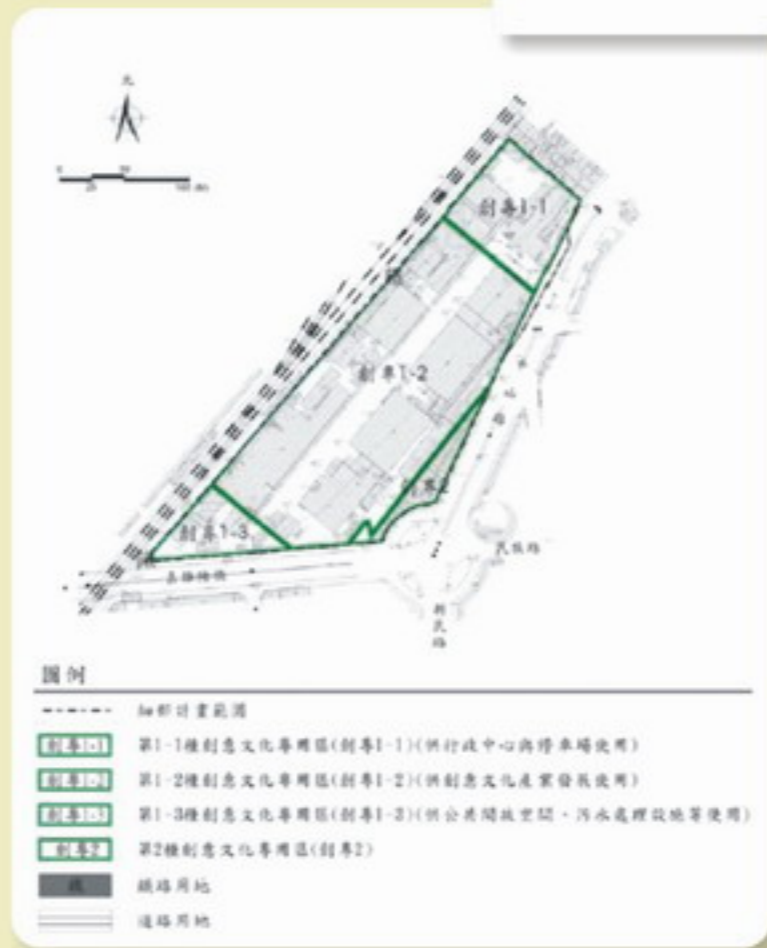 北
創專1-1
創專1-2
創專2
創專1-3
民族路
新民路
圖例
細部計畫範圍
創專1-1 第1-1種創意文化專用區(創專1-1)(供行政中心與停車場使用)
創專1-2 第1-2種創意文化專用區(創專1-2)(供創意文化產業發展使用)
創專1-3 第1-3種創意文化專用區(創專1-3)(供公共開放空間、污水處理設施等使用)
創專2 第2種創意文化專用區(創專2)
鐵路用地
道路用地